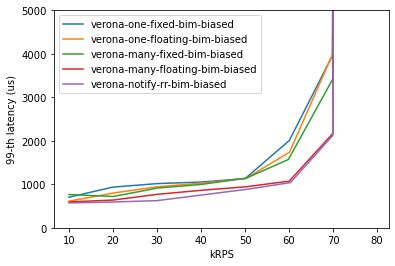 5000
4000
3000
2000
1000
0
99-th latency (us)
verona-one-fixed-bim-biased
verona-one-floating-bim-biased
verona-many-fixed-bim-biased
verona-many-floating-bim-biased
verona-notify-rr-bim-biased
10 20 30 40 50 60 70 80
kRPS